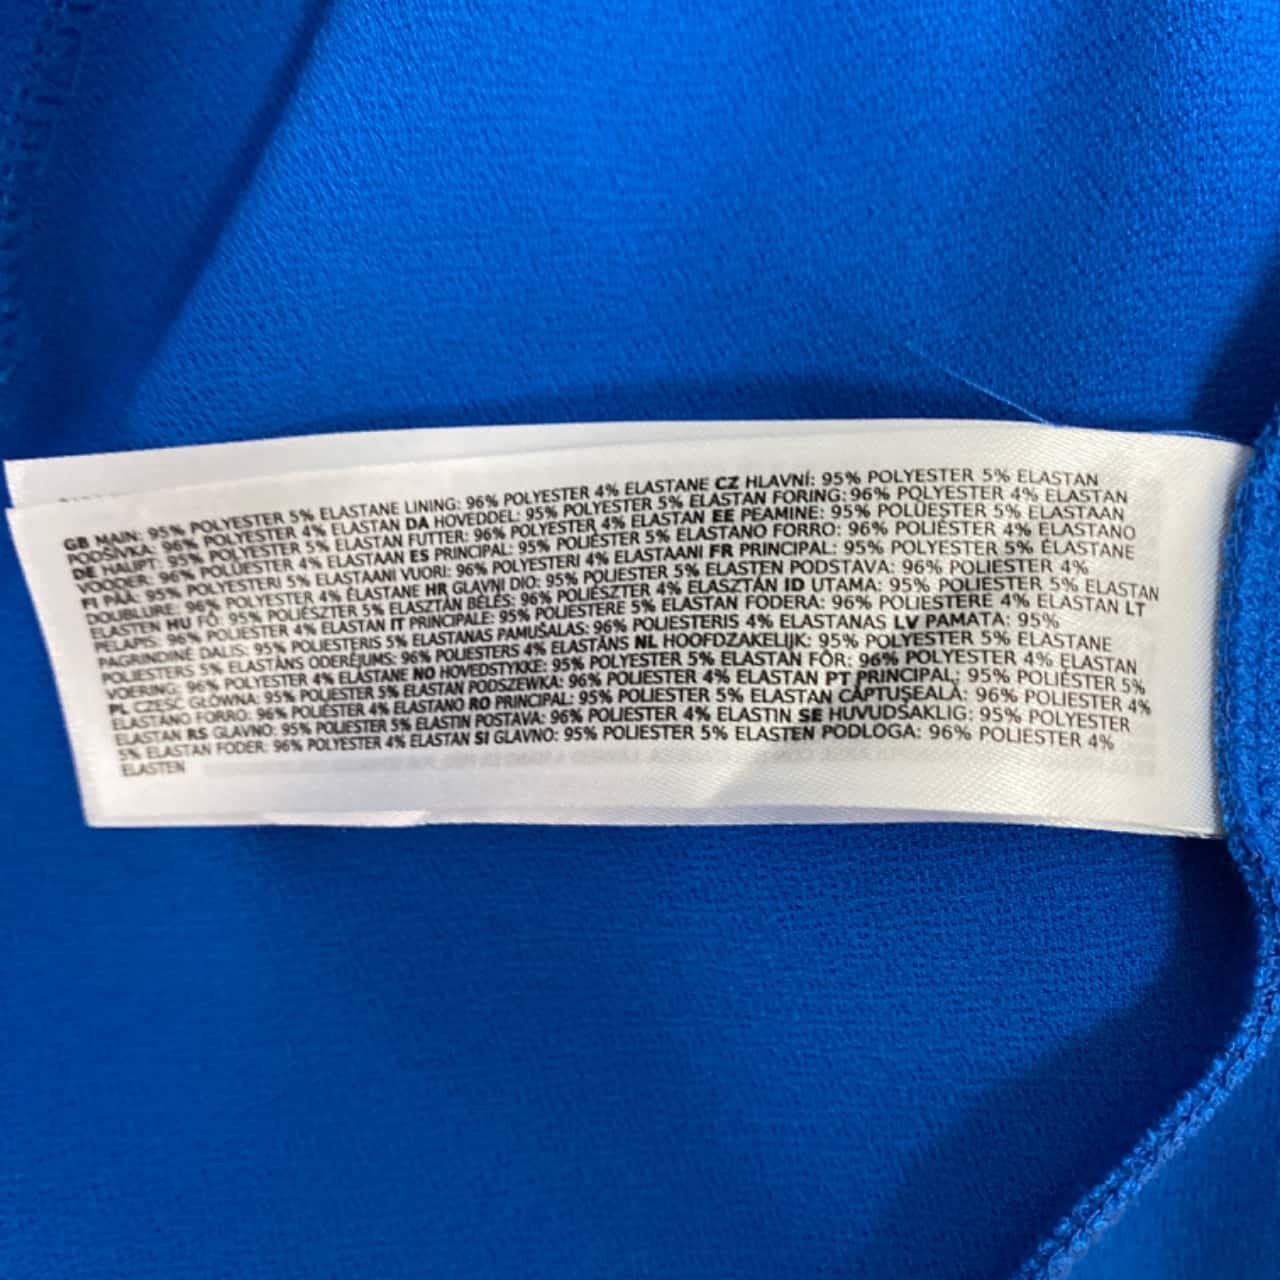 GB MAIN: 95% POLYESTER 5% ELASTANE LINING: 96% POLYESTER 4% ELASTANE CZ HLAVNÍ: 95% POLYESTER 5% ELASTAN
PODŠÍVKA: 96% POLYESTER 4% ELASTAN DA HOVEDDEL: 95% POLYESTER 5% ELASTAN FORING: 96% POLYESTER 4% ELASTAN
DE HAUPT: 95% POLYESTER 5% ELASTAN FUTTER: 96% POLYESTER 4% ELASTAN EE PEAMINE: 95% POLÜESTER 5% ELASTAAN
VOODER: 96% POLÜESTER 4% ELASTAAN ES PRINCIPAL: 95% POLIÉSTER 5% ELASTANO FORRO: 96% POLIÉSTER 4% ELASTANO
FI PÄÄ: 95% POLYESTERI 5% ELASTAANI VUORI: 96% POLYESTERI 4% ELASTAANI FR PRINCIPAL: 95% POLYESTER 5% ÉLASTANE
DOUBLURE: 96% POLYESTER 4% ÉLASTANE HR GLAVNI DIO: 95% POLIESTER 5% ELASTEN PODSTAVA: 96% POLIESTER 4%
ELASTEN HU FŐ: 95% POLIÉSZTER 5% ELASZTÁN BÉLÉS: 96% POLIÉSZTER 4% ELASZTÁN ID UTAMA: 95% POLIESTER 5% ELASTAN
PELAPIS: 96% POLIESTER 4% ELASTAN IT PRINCIPALE: 95% POLIESTERE 5% ELASTAN FODERA: 96% POLIESTERE 4% ELASTAN LT
PAGRINDINĖ DALIS: 95% POLIESTERIS 5% ELASTANAS PAMUŠALAS: 96% POLIESTERIS 4% ELASTANAS LV PAMATA: 95%
POLIESTERS 5% ELASTĀNS ODERĒJUMS: 96% POLIESTERS 4% ELASTĀNS NL HOOFDZAKELIJK: 95% POLYESTER 5% ELASTANE
VOERING: 96% POLYESTER 4% ELASTANE NO HOVEDSTYKKE: 95% POLYESTER 5% ELASTAN FÔR: 96% POLYESTER 4% ELASTAN
PL CZĘŚĆ GŁÓWNA: 95% POLIESTER 5% ELASTAN PODSZEWKA: 96% POLIESTER 4% ELASTAN PT PRINCIPAL: 95% POLIÉSTER 5%
ELASTANO FORRO: 96% POLIÉSTER 4% ELASTANO RO PRINCIPAL: 95% POLIESTER 5% ELASTAN CĂPTUȘEALĂ: 96% POLIESTER 4%
ELASTAN RS GLAVNO: 95% POLIESTER 5% ELASTIN POSTAVA: 96% POLIESTER 4% ELASTIN SE HUVUDSAKLIG: 95% POLYESTER
5% ELASTAN FODER: 96% POLYESTER 4% ELASTAN SI GLAVNO: 95% POLIESTER 5% ELASTEN PODLOGA: 96% POLIESTER 4%
ELASTEN